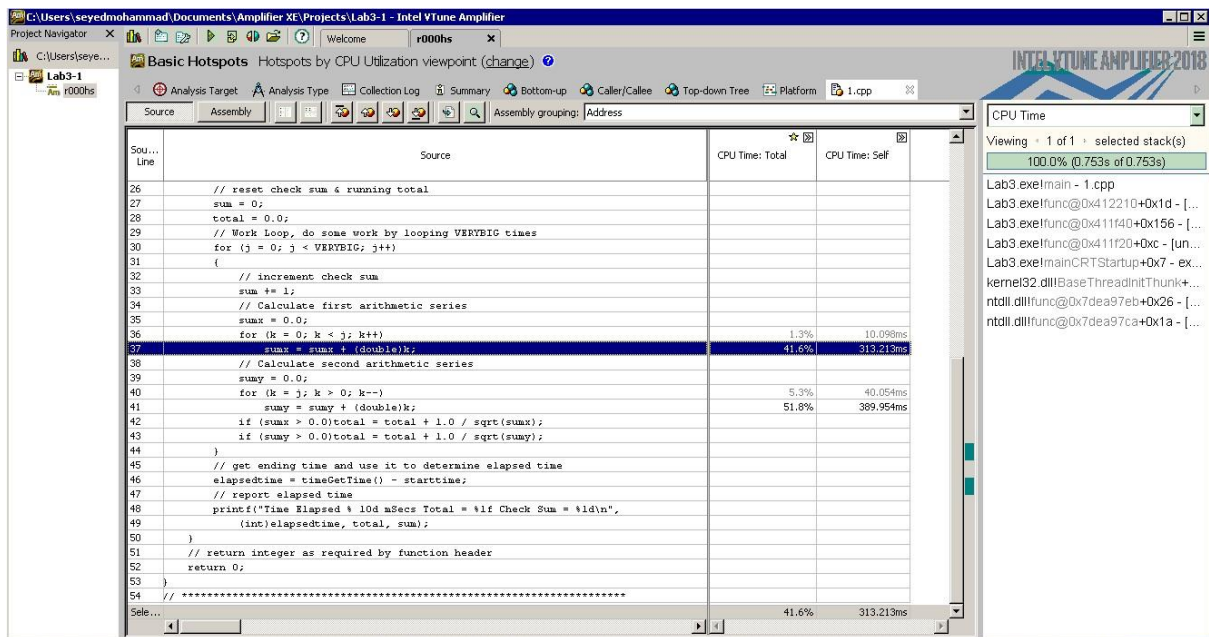 C:\Users\seyedmohammad\Documents\Amplifier XE\Projects\Lab3-1 - Intel VTune Amplifier
Project Navigator
Welcome
r000hs
C:\Users\seye...
Lab3-1
r000hs
Basic Hotspots Hotspots by CPU Utilization viewpoint (change)
INTEL VTUNE AMPLIFIER 2018
Analysis Target Analysis Type Collection Log Summary Bottom-up Caller/Callee Top-down Tree Platform 1.cpp
Source Assembly Assembly grouping: Address
Sou... Line
Source
CPU Time: Total
CPU Time: Self
26 // reset check sum & running total
27 sum = 0;
28 total = 0.0;
29 // Work Loop, do some work by looping VERYBIG times
30 for (j = 0; j < VERYBIG; j++)
31 {
32 // increment check sum
33 sum += 1;
34 // Calculate first arithmetic series
35 sumx = 0.0;
36 for (k = 0; k < j; k++) 1.3% 10.098ms
37 sumx = sumx + (double)k; 41.6% 313.213ms
38 // Calculate second arithmetic series
39 sumy = 0.0;
40 for (k = j; k > 0; k--) 5.3% 40.054ms
41 sumy = sumy + (double)k; 51.8% 389.954ms
42 if (sumx > 0.0)total = total + 1.0 / sqrt(sumx);
43 if (sumy > 0.0)total = total + 1.0 / sqrt(sumy);
44 }
45 // get ending time and use it to determine elapsed time
46 elapsedtime = timeGetTime() - starttime;
47 // report elapsed time
48 printf("Time Elapsed % 10d mSecs Total = %lf Check Sum = %ld\n",
49 (int)elapsedtime, total, sum);
50 }
51 // return integer as required by function header
52 return 0;
53 }
54 // **********************************************************************
Sele... 41.6% 313.213ms
CPU Time
Viewing 1 of 1 selected stack(s)
100.0% (0.753s of 0.753s)
Lab3.exe!main - 1.cpp
Lab3.exe!func@0x412210+0x1d - [...
Lab3.exe!func@0x411f40+0x156 - [...
Lab3.exe!func@0x411f20+0xc - [un...
Lab3.exe!mainCRTStartup+0x7 - ex...
kernel32.dll!BaseThreadInitThunk+...
ntdll.dll!func@0x7dea97eb+0x26 - [...
ntdll.dll!func@0x7dea97ca+0x1a - [...